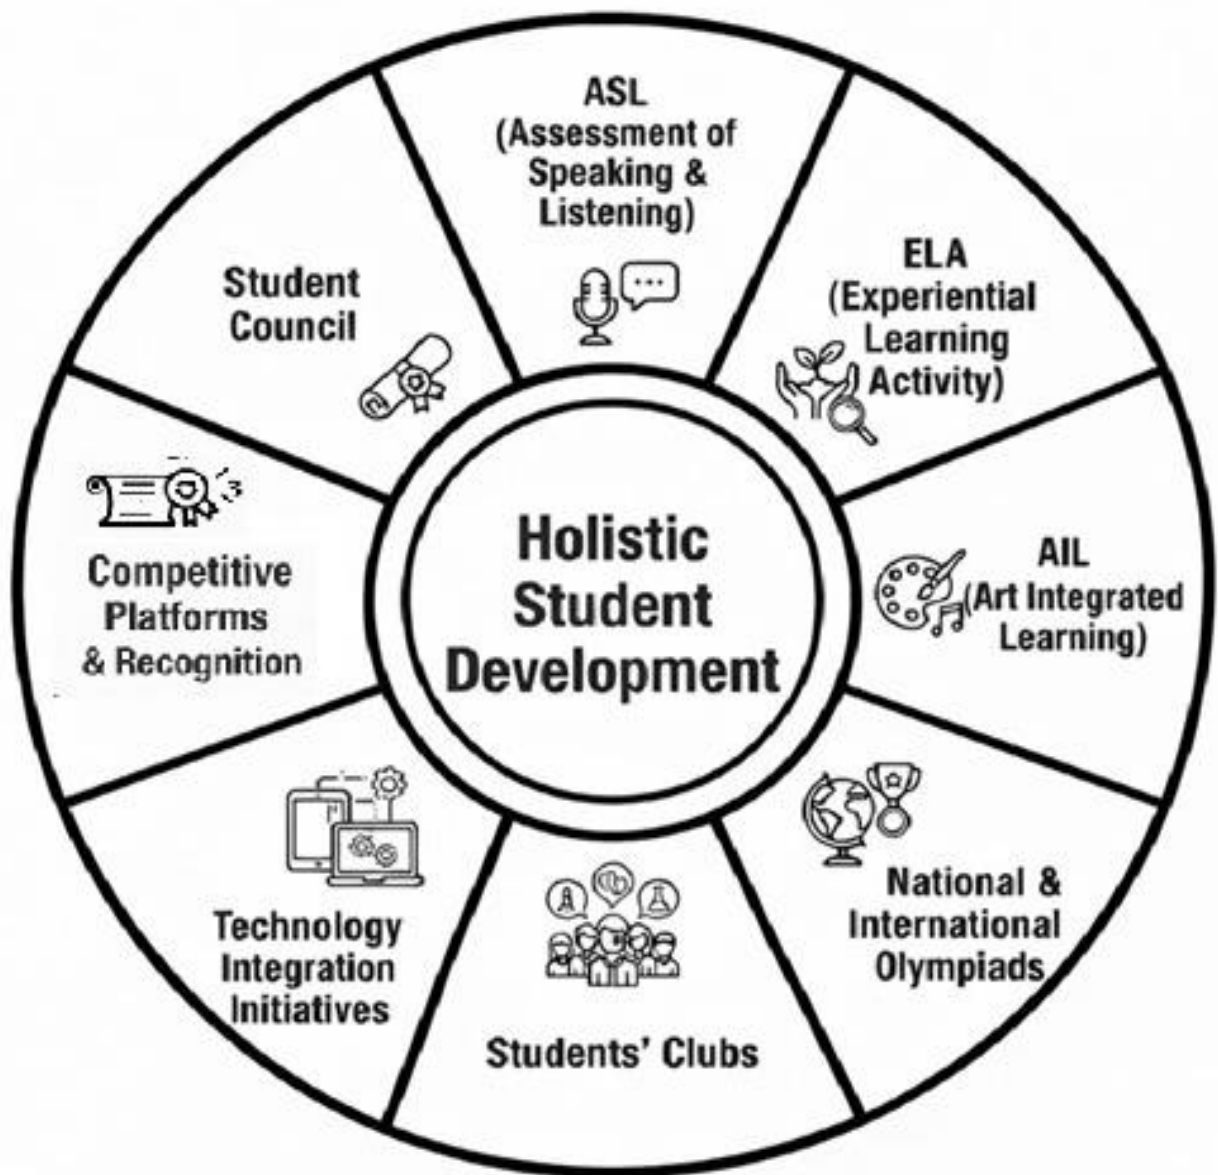 ASL
(Assessment of
Speaking &
Listening)
ELA
(Experiential
Learning
Activity)
AIL
(Art Integrated
Learning)
National &
International
Olympiads
Students' Clubs
Technology
Integration
Initiatives
Competitive
Platforms
& Recognition
Student
Council
Holistic
Student
Development